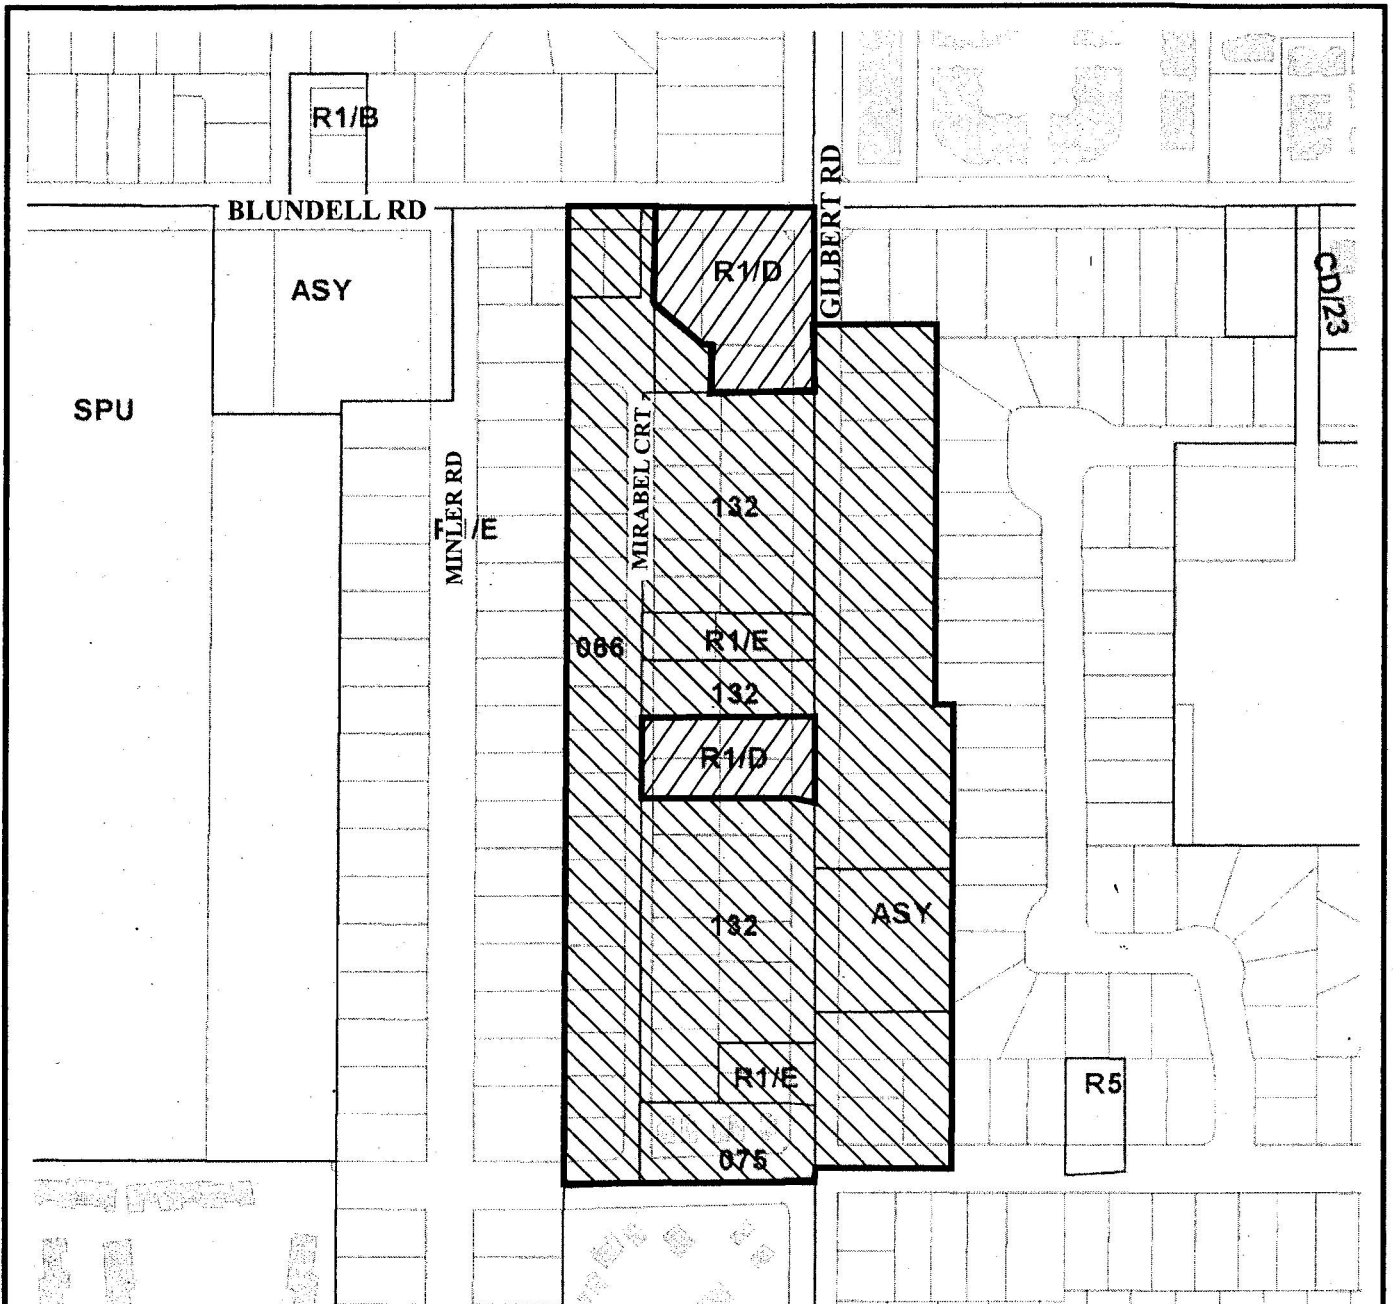 R1/B
BLUNDELL RD
GILBERT RD
R1/D
ASY
CD/23
SPU
MIRABEL CRT
132
MINLER RD
R1/E
066
R1/E
132
R1/D
132
ASY
R1/E
R5
075